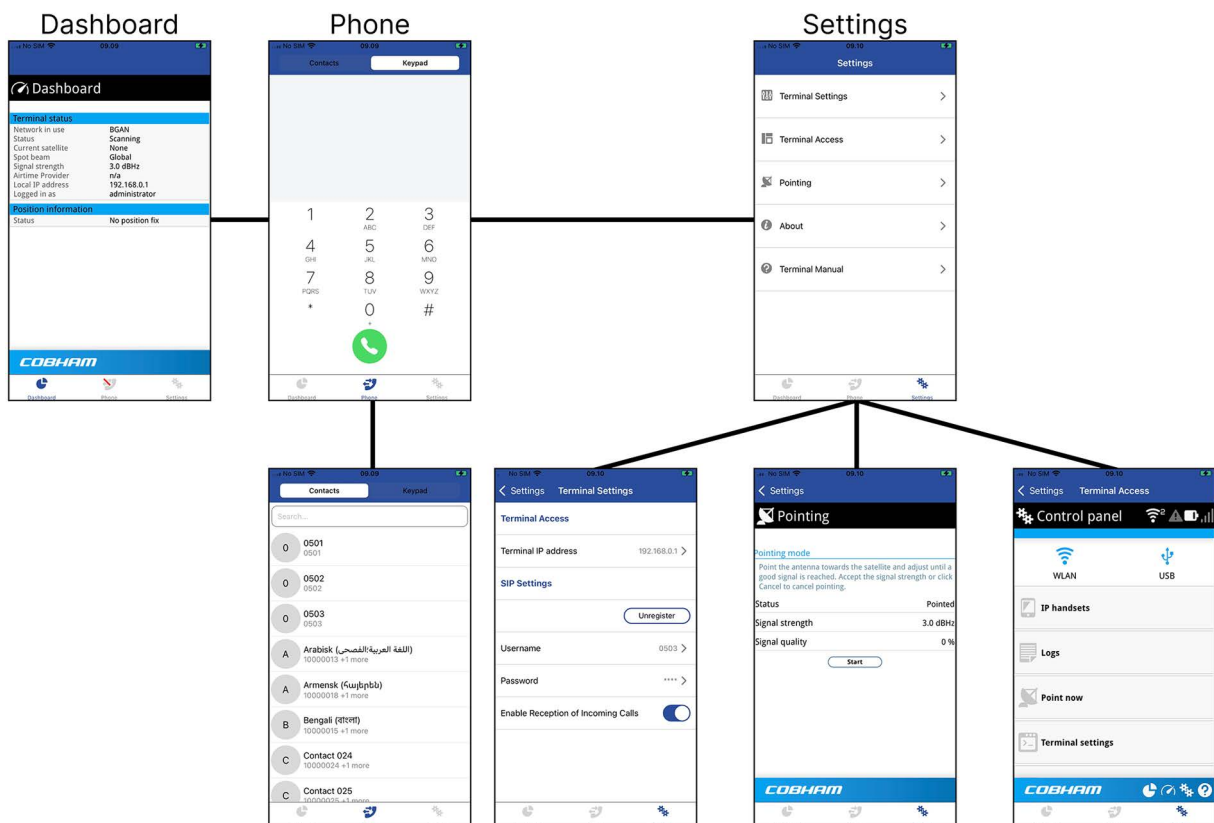 Dashboard
No SIM 09.09
Dashboard
Terminal status
Network in use BGAN
Status Scanning
Current satellite None
Spot beam Global
Signal strength 3.0 dBHz
Airtime Provider n/a
Local IP address 192.168.0.1
Logged in as administrator
Position information
Status No position fix
COBHAM
Dashboard Phone Settings
Phone
No SIM 09.09
Contacts Keypad
1 2 3
ABC DEF
4 5 6
GHI JKL MNO
7 8 9
PQRS TUV WXYZ
* 0 #
+
Dashboard Phone Settings
Settings
No SIM 09.10
Settings
Terminal Settings
Terminal Access
Pointing
About
Terminal Manual
Dashboard Phone Settings
No SIM 09.09
Contacts Keypad
Search...
0 0501
0501
0 0502
0502
0 0503
0503
A Arabisk (اللغة العربية:الفصحى)
10000013 +1 more
A Armensk (Հայերեն)
10000018 +1 more
B Bengali (বাংলা)
10000015 +1 more
C Contact 024
10000024 +1 more
C Contact 025
10000025 +1 more
No SIM 09.10
Settings Terminal Settings
Terminal Access
Terminal IP address 192.168.0.1
SIP Settings
Unregister
Username 0503
Password ****
Enable Reception of Incoming Calls
No SIM 09.10
Settings
Pointing
Pointing mode
Point the antenna towards the satellite and adjust until a
good signal is reached. Accept the signal strength or click
Cancel to cancel pointing.
Status Pointed
Signal strength 3.0 dBHz
Signal quality 0 %
Start
COBHAM
No SIM 09.10
Settings Terminal Access
Control panel 2
WLAN USB
IP handsets
Logs
Point now
Terminal settings
COBHAM